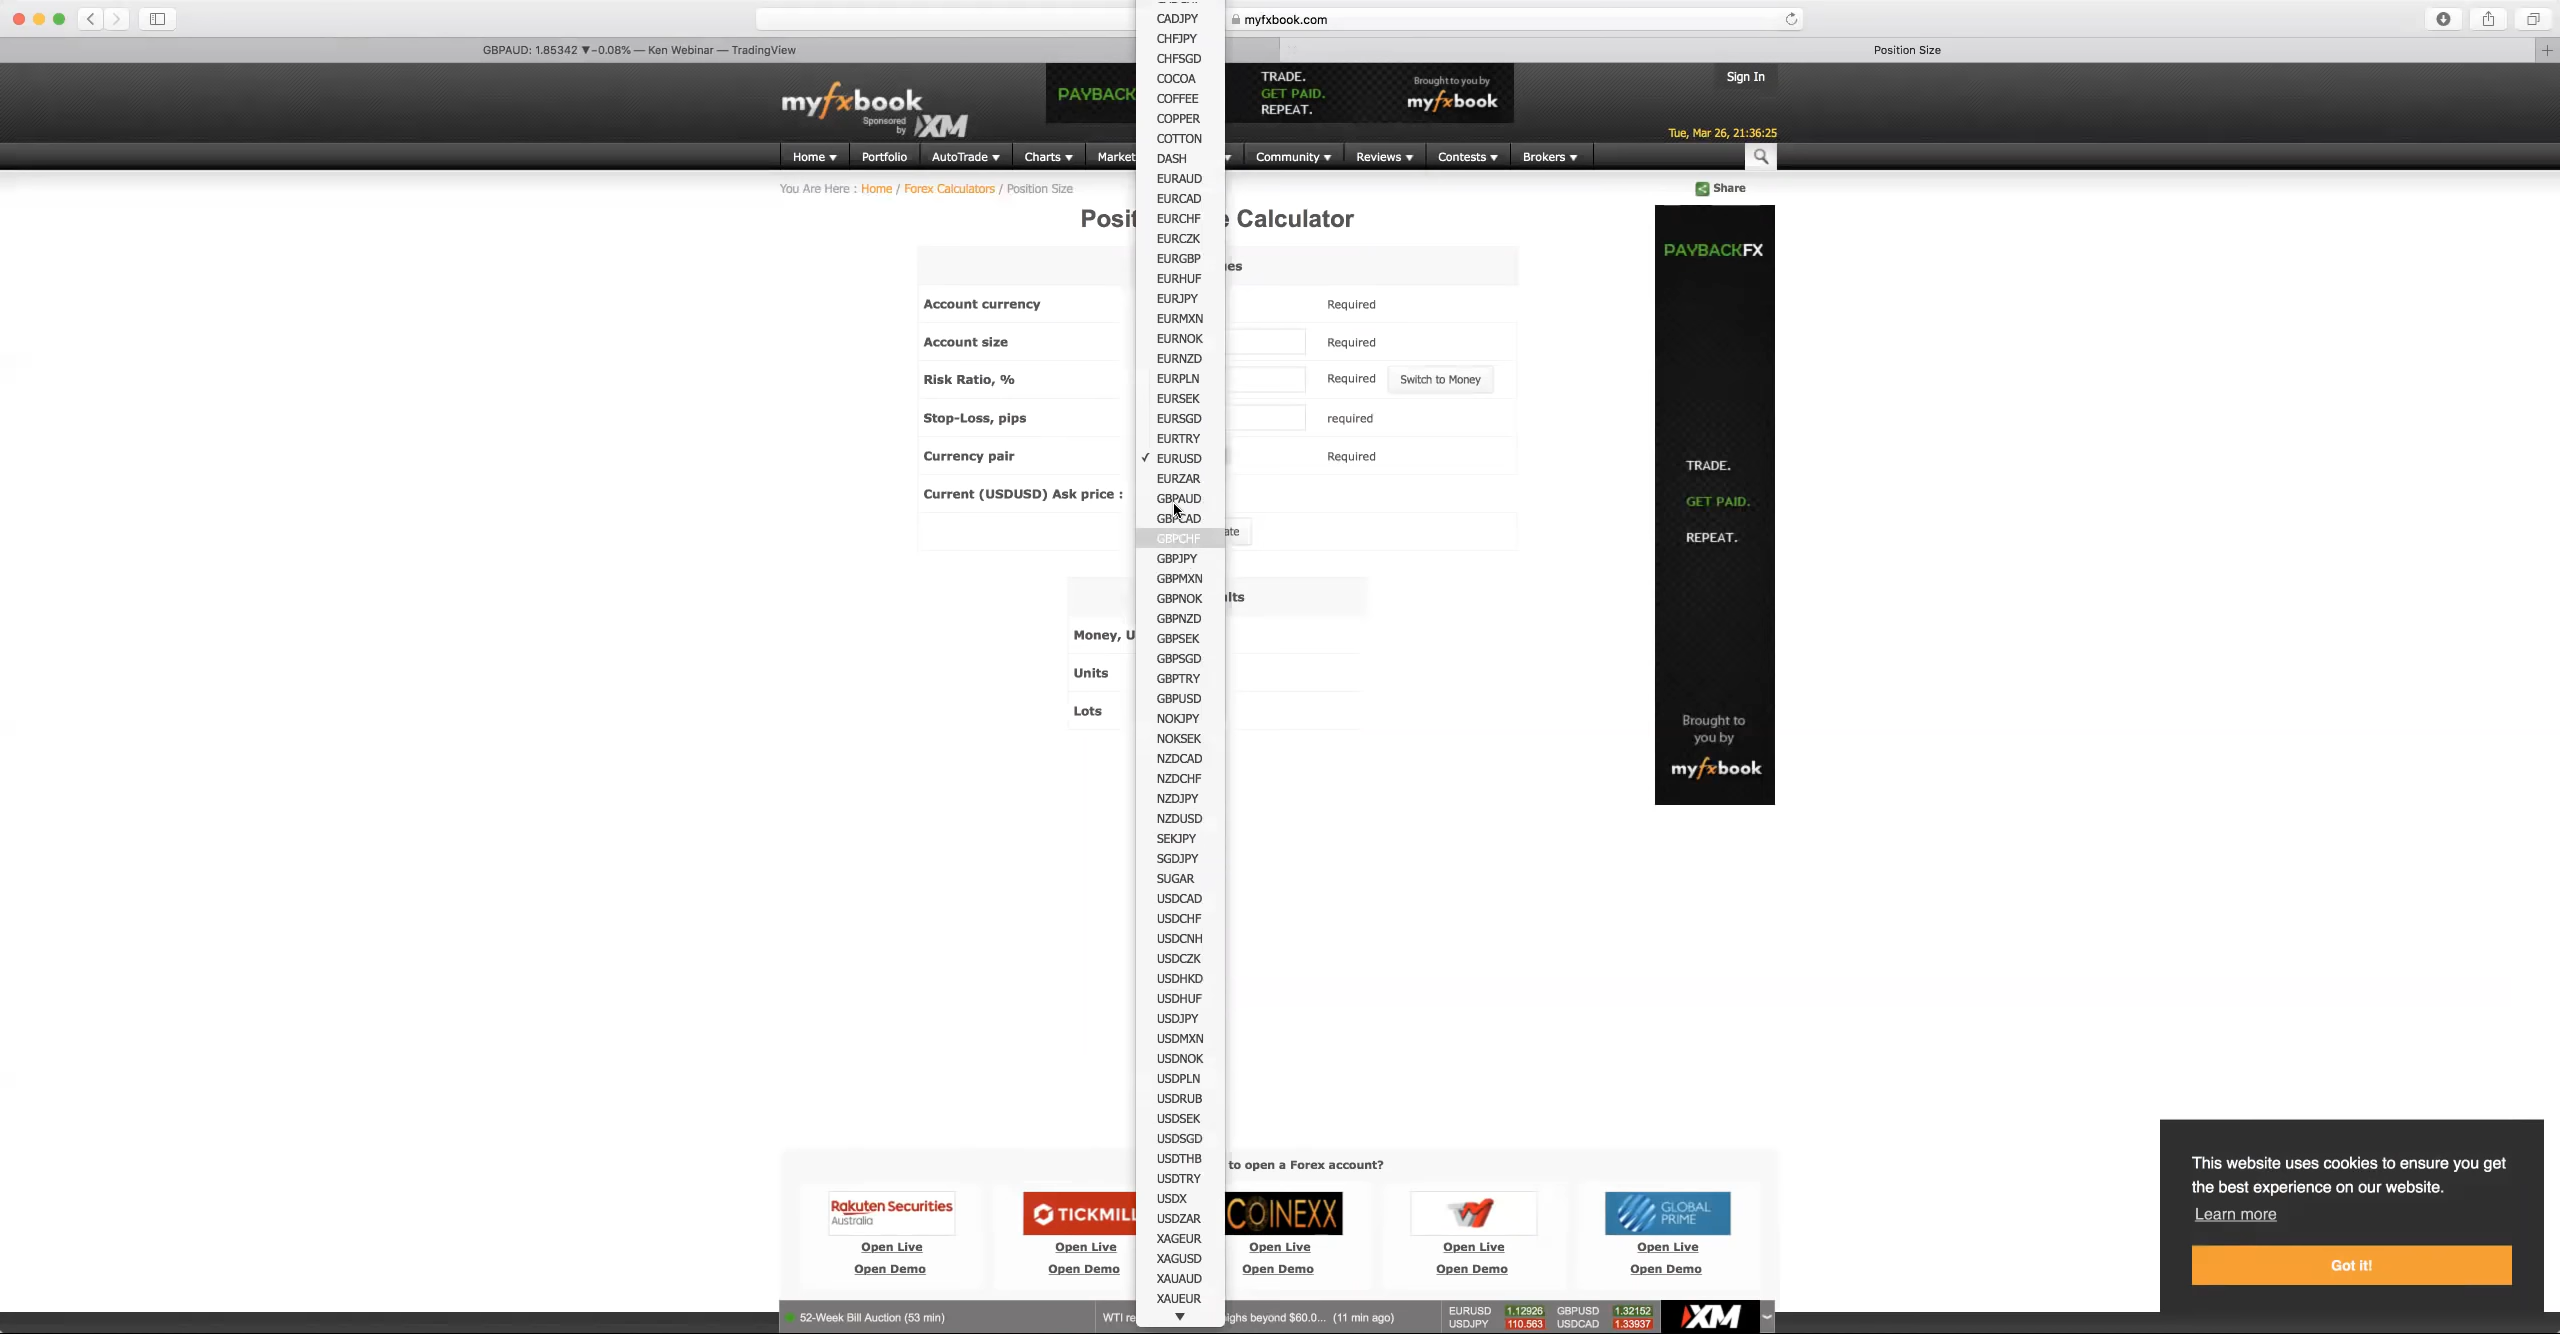 myfxbook.com
GBPAUD: 1.85342 ▼−0.08% — Ken Webinar — TradingView
Position Size
myfxbook
Sponsored by XM
PAYBACK
TRADE.
GET PAID.
REPEAT.
Brought to you by
myfxbook
Sign In
Tue, Mar 26, 21:36:25
Home ▾ Portfolio AutoTrade ▾ Charts ▾ Market Community ▾ Reviews ▾ Contests ▾ Brokers ▾
You Are Here : Home / Forex Calculators / Position Size
Share
Calculator
Account currency Required
Account size Required
Risk Ratio, % Required Switch to Money
Stop-Loss, pips required
Currency pair Required
Current (USDUSD) Ask price :
Money,
Units
Lots
CADJPY
CHFJPY
CHFSGD
COCOA
COFFEE
COPPER
COTTON
DASH
EURAUD
EURCAD
EURCHF
EURCZK
EURGBP
EURHUF
EURJPY
EURMXN
EURNOK
EURNZD
EURPLN
EURSEK
EURSGD
EURTRY
✓ EURUSD
EURZAR
GBPAUD
GBPCAD
GBPCHF
GBPJPY
GBPMXN
GBPNOK
GBPNZD
GBPSEK
GBPSGD
GBPTRY
GBPUSD
NOKJPY
NOKSEK
NZDCAD
NZDCHF
NZDJPY
NZDUSD
SEKJPY
SGDJPY
SUGAR
USDCAD
USDCHF
USDCNH
USDCZK
USDHKD
USDHUF
USDJPY
USDMXN
USDNOK
USDPLN
USDRUB
USDSEK
USDSGD
USDTHB
USDTRY
USDX
USDZAR
XAGEUR
XAGUSD
XAUAUD
XAUEUR
PAYBACKFX
TRADE.
GET PAID.
REPEAT.
Brought to
you by
myfxbook
to open a Forex account?
Rakuten Securities
Australia
TICKMILL
COINEXX
GLOBAL
PRIME
Open Live Open Live Open Live Open Live Open Live
Open Demo Open Demo Open Demo Open Demo Open Demo
52-Week Bill Auction (53 min)
WTI beyond $60.0... (11 min ago)
EURUSD 1.12926 GBPUSD 1.32152
USDJPY 110.563 USDCAD 1.33937
XM
This website uses cookies to ensure you get
the best experience on our website.
Learn more
Got it!